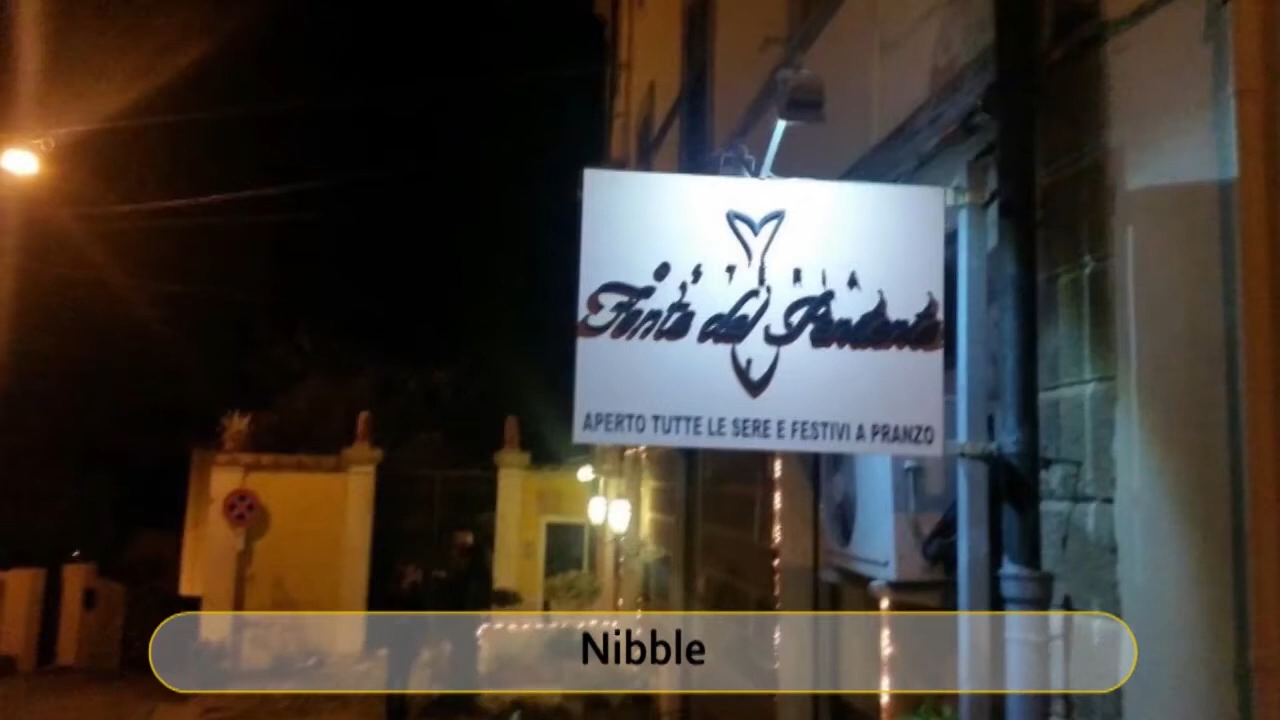 OSTERIA
Fonte del Pendente
APERTO TUTTE LE SERE E FESTIVI A PRANZO
Nibble